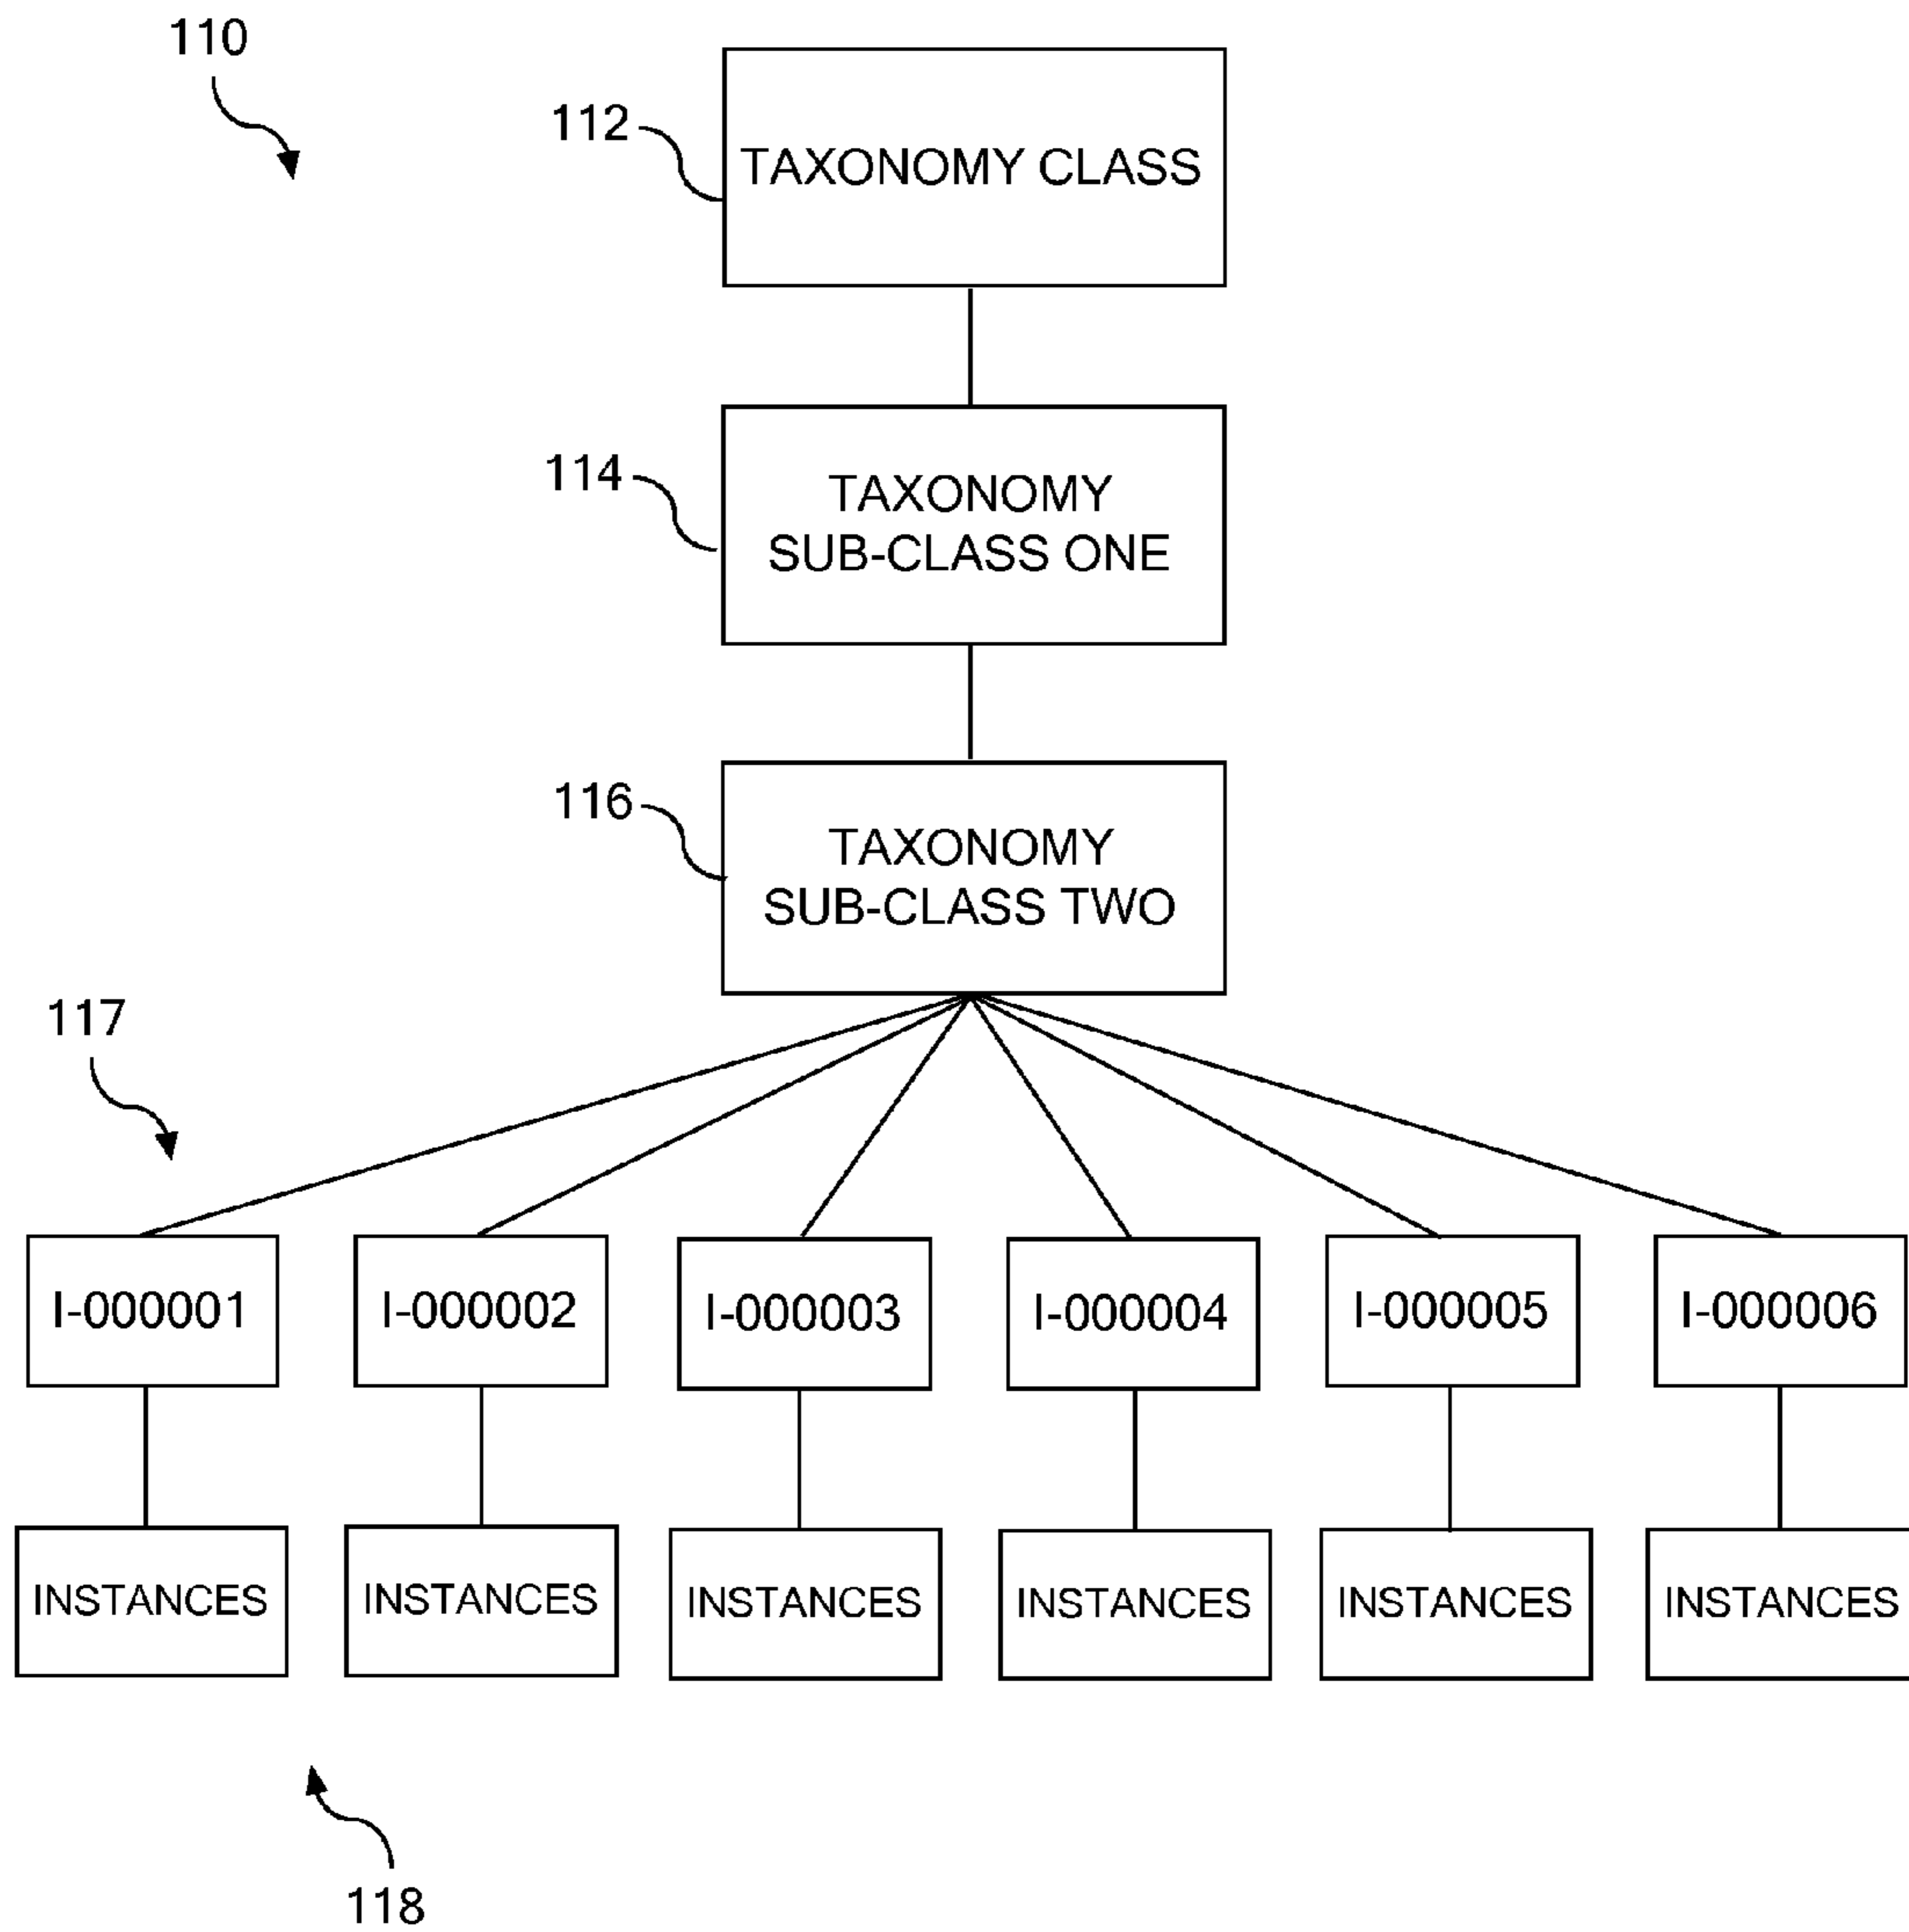 110
112
TAXONOMY CLASS
114
TAXONOMY
SUB-CLASS ONE
116
TAXONOMY
SUB-CLASS TWO
117
I-000001
I-000002
I-000003
I-000004
I-000005
I-000006
INSTANCES
INSTANCES
INSTANCES
INSTANCES
INSTANCES
INSTANCES
118